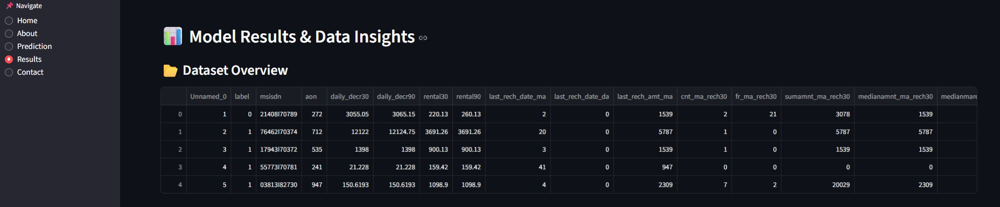 Navigate
Home
About
Prediction
Results
Contact
Model Results & Data Insights
Dataset Overview
Unnamed_0 label msisdn aon daily_decr30 daily_decr90 rental30 rental90 last_rech_date_ma last_rech_date_da last_rech_amt_ma cnt_ma_rech30 fr_ma_rech30 sumamnt_ma_rech30 medianamnt_ma_rech30 medianmare
0 1 0 21408I70789 272 3055.05 3065.15 220.13 260.13 2 0 1539 2 21 3078 1539
1 2 1 76462I70374 712 12122 12124.75 3691.26 3691.26 20 0 5787 1 0 5787 5787
2 3 1 17943I70372 535 1398 1398 900.13 900.13 3 0 1539 1 0 1539 1539
3 4 1 55773I70781 241 21.228 21.228 159.42 159.42 41 0 947 0 0 0 0
4 5 1 03813I82730 947 150.6193 150.6193 1098.9 1098.9 4 0 2309 7 2 20029 2309